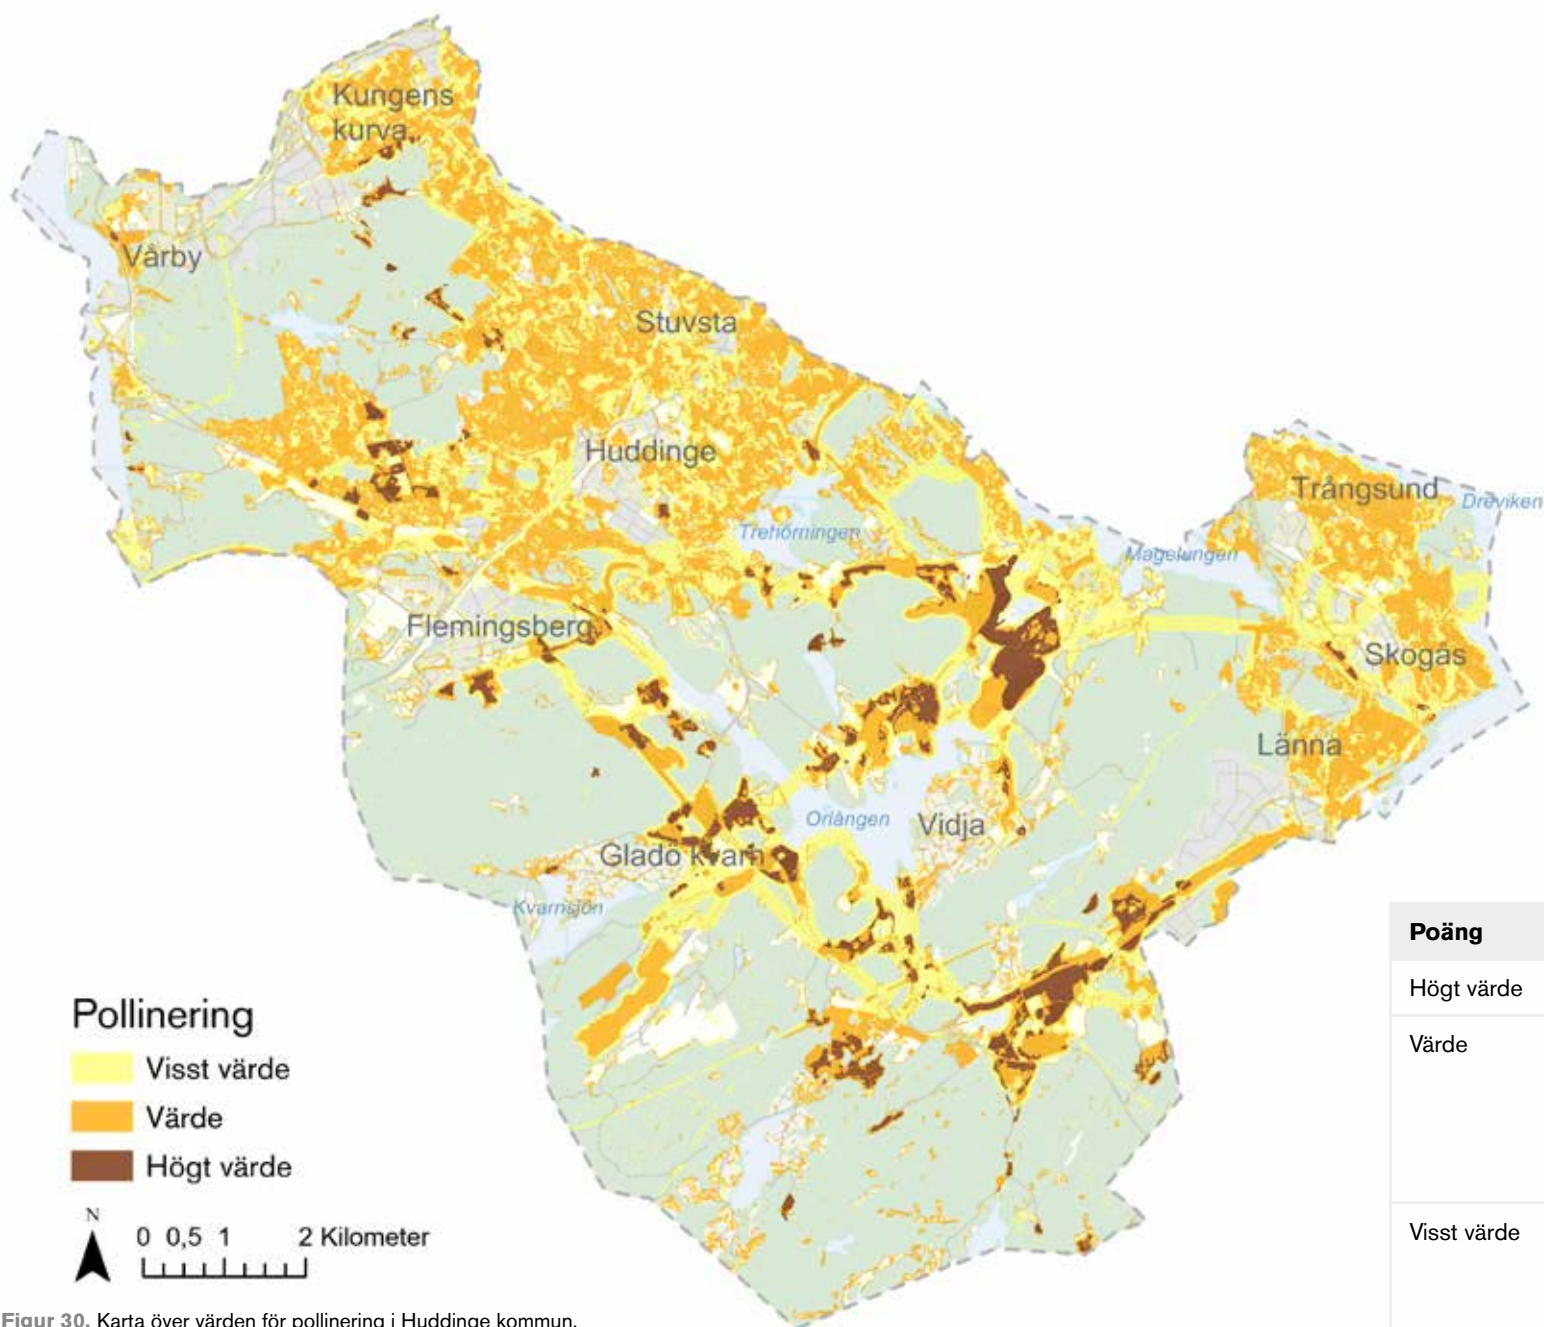 Kungens
kurva
Vårby
Stuvsta
Huddinge
Trångsund
Drevviken
Trehörningen
Magelungen
Flemingsberg
Skogås
Länna
Orlången
Vidja
Gladö kvarn
Kvarnsjön
Pollinering
Visst värde
Värde
Högt värde
N
0 0,5 1 2 Kilometer
Figur 30. Karta över värden för pollinering i Huddinge kommun.
Poäng
Högt värde
Värde
Visst värde